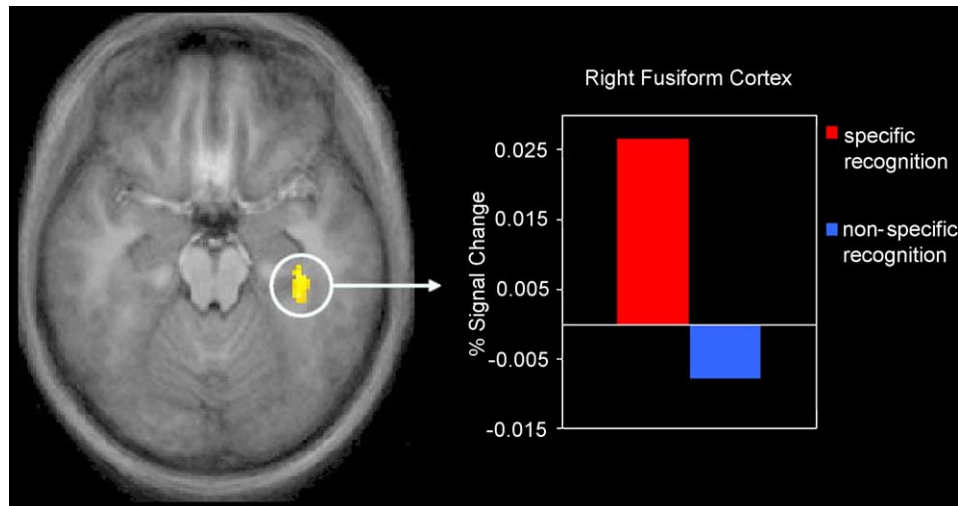 Right Fusiform Cortex
% Signal Change
0.025
0.015
0.005
-0.005
-0.015
specific
recognition
non-specific
recognition